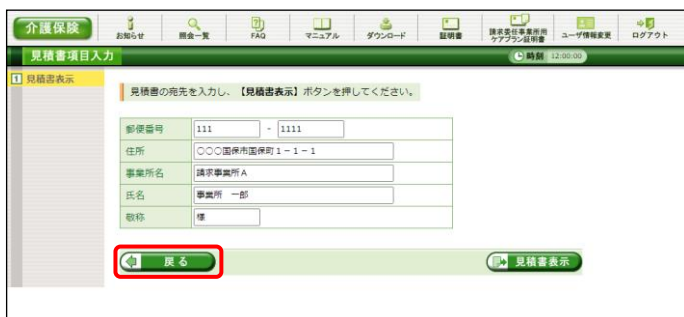 介護保険
お知らせ
照会一覧
FAQ
マニュアル
ダウンロード
証明書
請求委任事業所用
ケアプラン証明書
ユーザ情報変更
ログアウト
見積書項目入力
時刻 12:00:00
1 見積書表示
見積書の宛先を入力し、【見積書表示】ボタンを押してください。
郵便番号 111 - 1111
住所 〇〇〇国保市国保町1－1－1
事業所名 請求事業所A
氏名 事業所 一郎
敬称 様
戻る
見積書表示